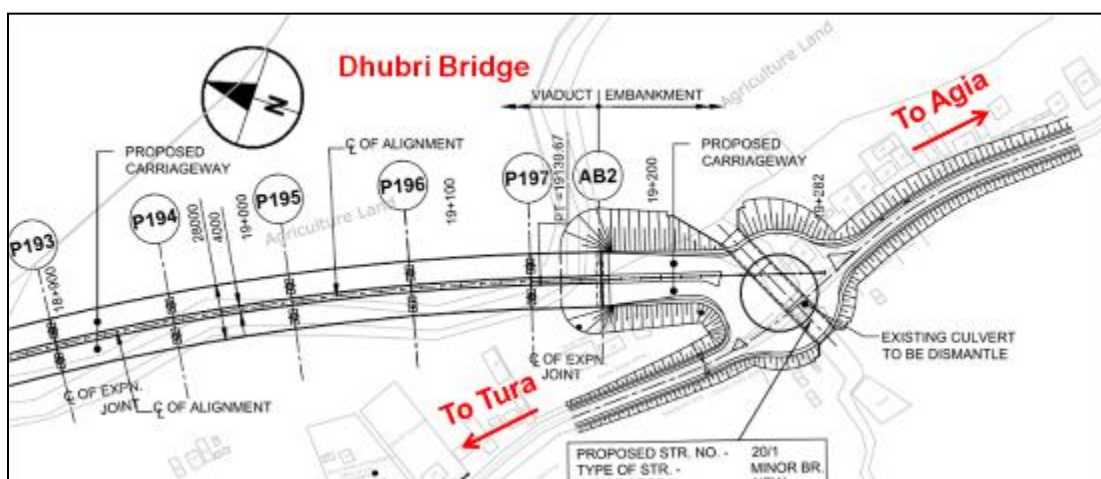 Dhubri Bridge
Agriculture Land
To Agia
VIADUCT
EMBANKMENT
N
PROPOSED
CARRIAGEWAY
℄ OF ALIGNMENT
PROPOSED
CARRIAGEWAY
P193
P194
P195
P196
P197
AB2
18+900
28000
4000
19+000
Agriculture Land
19+100
PT =19139.67
19+200
19+282
EXISTING CULVERT
TO BE DISMANTLE
℄ OF EXPN.
JOINT
℄ OF ALIGNMENT
℄ OF EXPN.
JOINT
To Tura
PROPOSED STR. NO. - 20/1
TYPE OF STR. - MINOR BR.